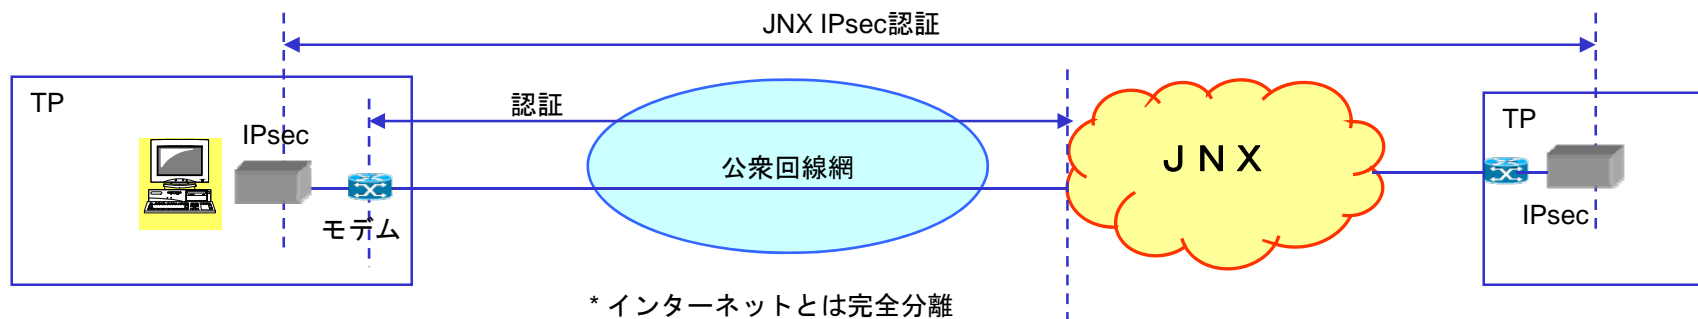 JNX IPsec認証
TP
認証
TP
IPsec
公衆回線網
ＪＮＸ
モデム
IPsec
* インターネットとは完全分離